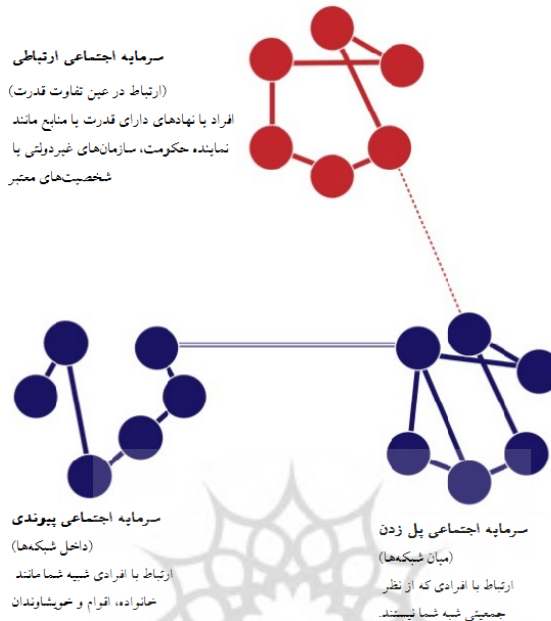 سرمایه اجتماعی ارتباطی
(ارتباط در عین تفاوت قدرت)
افراد یا نهادهای دارای قدرت یا منابع مانند
نماینده حکومت، سازمان‌های غیردولتی یا
شخصیت‌های معتبر
سرمایه اجتماعی پیوندی
(داخل شبکه‌ها)
ارتباط با افرادی شبیه شما مانند
خانواده، اقوام و خویشاوندان
سرمایه اجتماعی پل زدن
(میان شبکه‌ها)
ارتباط با افرادی که از نظر
جمعیتی شبه شما نیستند.